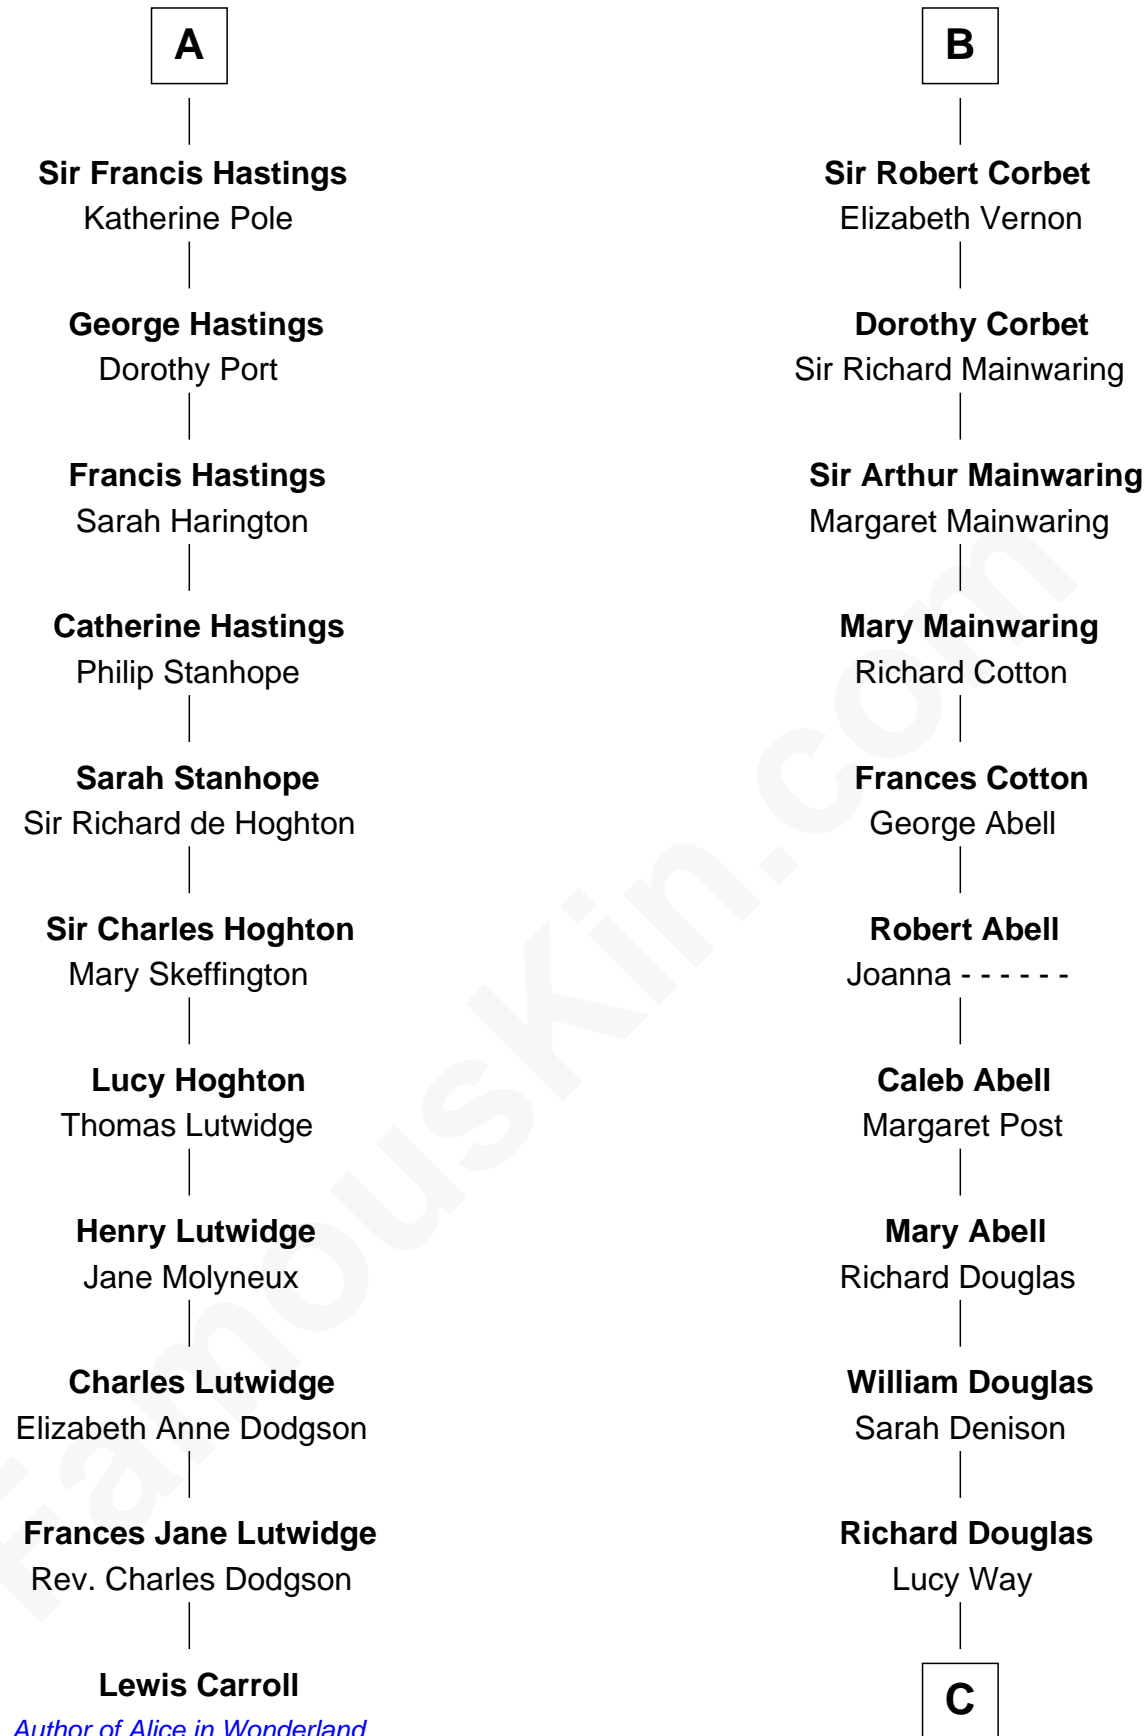 A
Sir Francis Hastings
Katherine Pole
George Hastings
Dorothy Port
Francis Hastings
Sarah Harington
Catherine Hastings
Philip Stanhope
Sarah Stanhope
Sir Richard de Hoghton
Sir Charles Hoghton
Mary Skeffington
Lucy Hoghton
Thomas Lutwidge
Henry Lutwidge
Jane Molyneux
Charles Lutwidge
Elizabeth Anne Dodgson
Frances Jane Lutwidge
Rev. Charles Dodgson
Lewis Carroll
Author of Alice in Wonderland
B
Sir Robert Corbet
Elizabeth Vernon
Dorothy Corbet
Sir Richard Mainwaring
Sir Arthur Mainwaring
Margaret Mainwaring
Mary Mainwaring
Richard Cotton
Frances Cotton
George Abell
Robert Abell
Joanna - - - - - -
Caleb Abell
Margaret Post
Mary Abell
Richard Douglas
William Douglas
Sarah Denison
Richard Douglas
Lucy Way
C
FamousKin.com